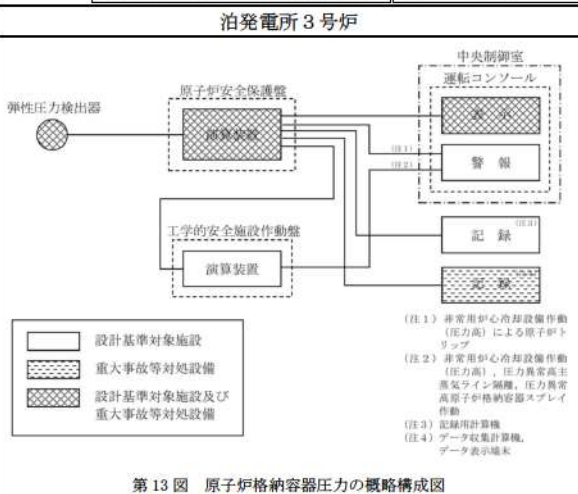 泊発電所3号炉
中央制御室
運転コンソール
原子炉安全保護盤
弾性圧力検出器
演算装置
表 示
(注1)
(注2)
警 報
工学的安全施設作動盤
演算装置
(注3)
記 録
記 録
設計基準対象施設
重大事故等対処設備
設計基準対象施設及び
重大事故等対処設備
(注1) 非常用炉心冷却設備作動
(圧力高)による原子炉ト
リップ
(注2) 非常用炉心冷却設備作動
(圧力高)，圧力異常高主
蒸気ライン隔離，圧力異常
高原子炉格納容器スプレイ
作動
(注3) 記録用計算機
(注4) データ収集計算機，
データ表示端末
第13図 原子炉格納容器圧力の概略構成図